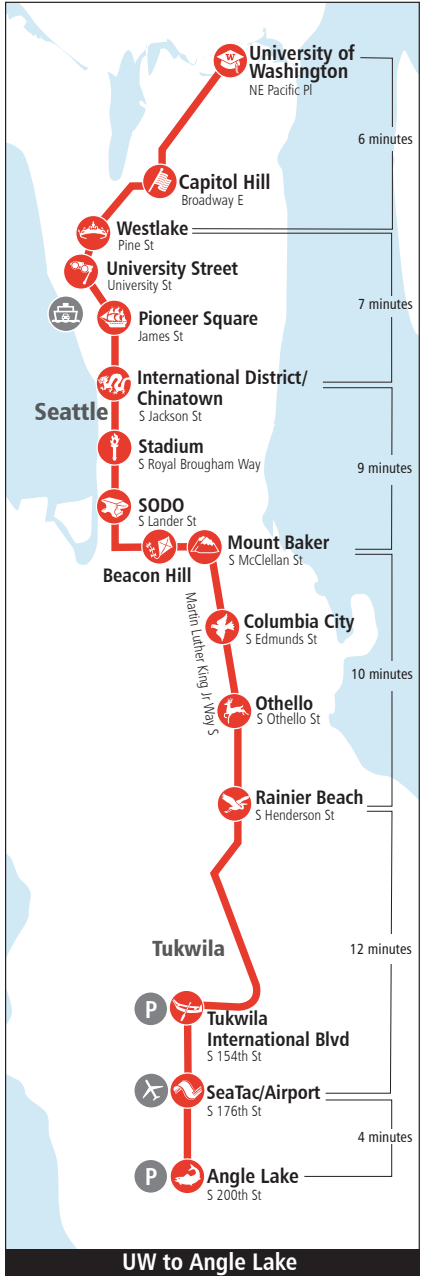 University of
Washington
NE Pacific Pl
6 minutes
Capitol Hill
Broadway E
Westlake
Pine St
University Street
University St
7 minutes
Pioneer Square
James St
International District/
Chinatown
S Jackson St
Seattle
Stadium
S Royal Brougham Way
9 minutes
SODO
S Lander St
Mount Baker
S McClellan St
Beacon Hill
Martin Luther King Jr Way S
Columbia City
S Edmunds St
10 minutes
Othello
S Othello St
Rainier Beach
S Henderson St
Tukwila
12 minutes
P
Tukwila
International Blvd
S 154th St
SeaTac/Airport
S 176th St
4 minutes
P
Angle Lake
S 200th St
UW to Angle Lake